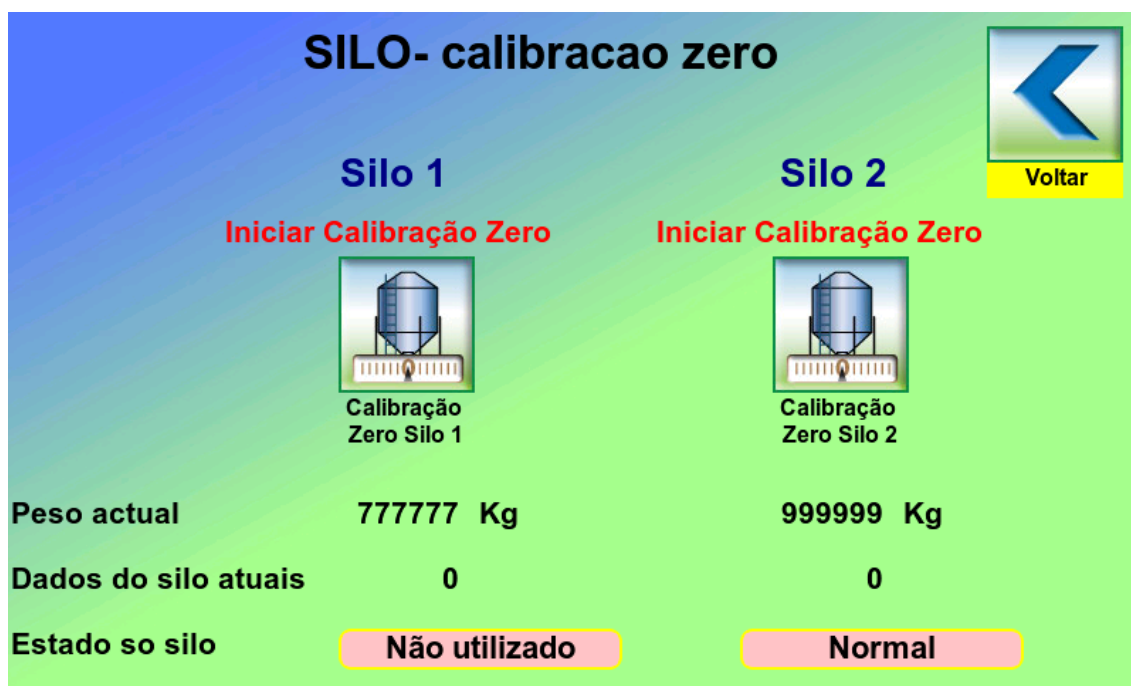 SILO- calibracao zero
Voltar
Silo 1 Silo 2
Iniciar Calibração Zero Iniciar Calibração Zero
Calibração Calibração
Zero Silo 1 Zero Silo 2
Peso actual 777777 Kg 999999 Kg
Dados do silo atuais 0 0
Estado so silo Não utilizado Normal